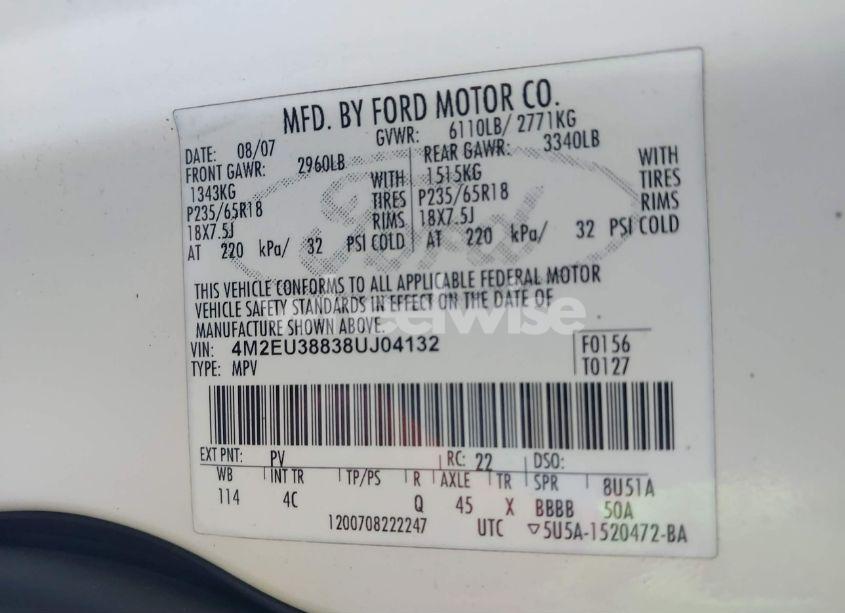 MFD. BY FORD MOTOR CO.
DATE: 08/07 GVWR: 6110LB/ 2771KG
FRONT GAWR: 2960LB REAR GAWR: 3340LB
1343KG WITH 1515KG WITH
P235/65R18 TIRES P235/65R18 TIRES
18X7.5J RIMS 18X7.5J RIMS
AT 220 kPa/ 32 PSI COLD AT 220 kPa/ 32 PSI COLD
Ford
THIS VEHICLE CONFORMS TO ALL APPLICABLE FEDERAL MOTOR
VEHICLE SAFETY STANDARDS IN EFFECT ON THE DATE OF
MANUFACTURE SHOWN ABOVE.
VIN: 4M2EU38838UJ04132 F0156
TYPE: MPV T0127
EXT PNT: PV RC: 22 DSO:
WB INT TR TP/PS R AXLE TR SPR 8U51A
114 4C Q 45 X BBBB 50A
1200708222247 UTC ▽5U5A-1520472-BA